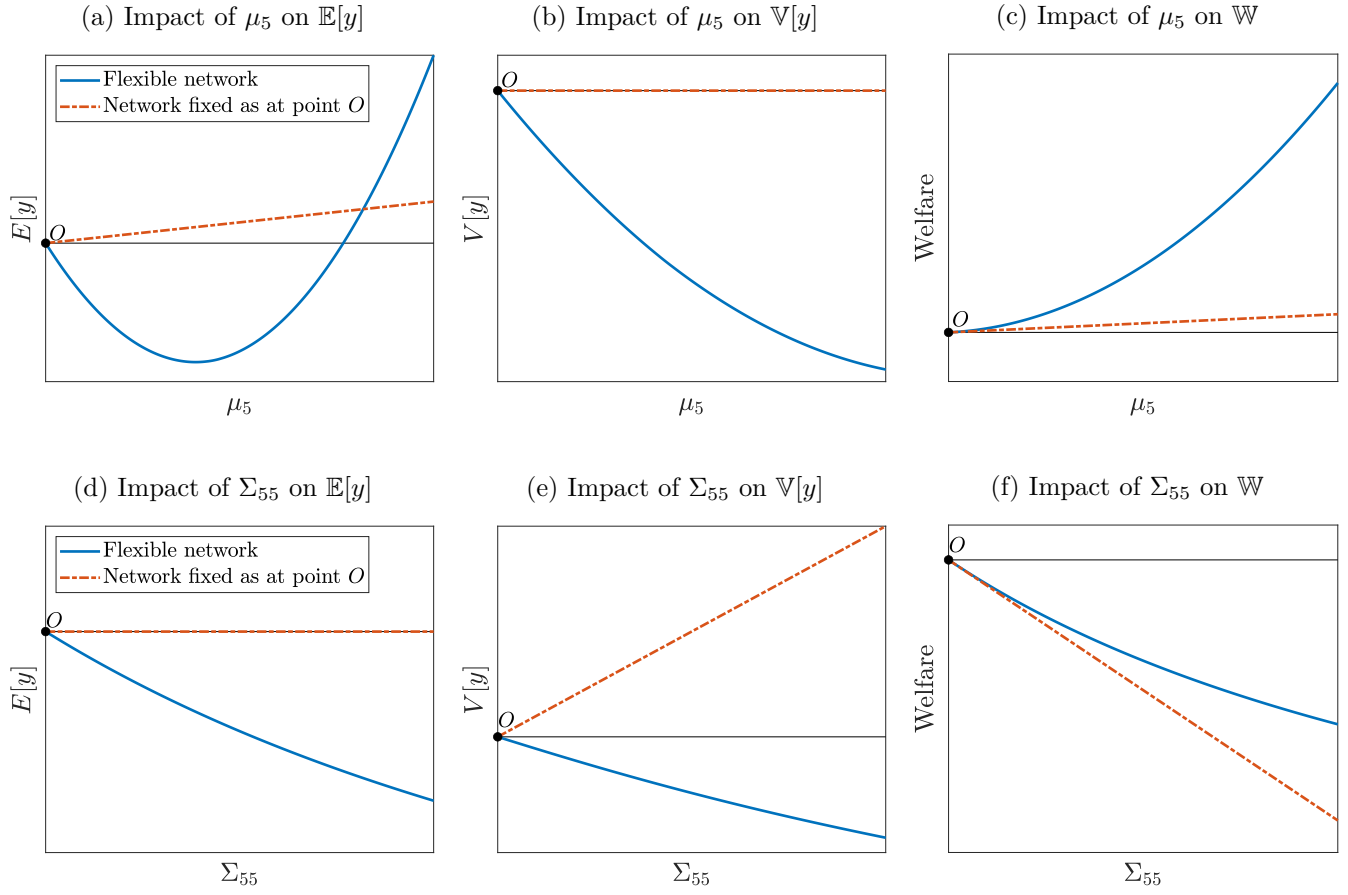 (a) Impact of μ₅ on 𝔼[y]
Flexible network
Network fixed as at point O
O
E[y]
μ₅
(b) Impact of μ₅ on 𝕍[y]
O
V[y]
μ₅
(c) Impact of μ₅ on 𝕎
O
Welfare
μ₅
(d) Impact of Σ₅₅ on 𝔼[y]
Flexible network
Network fixed as at point O
O
E[y]
Σ₅₅
(e) Impact of Σ₅₅ on 𝕍[y]
O
V[y]
Σ₅₅
(f) Impact of Σ₅₅ on 𝕎
O
Welfare
Σ₅₅